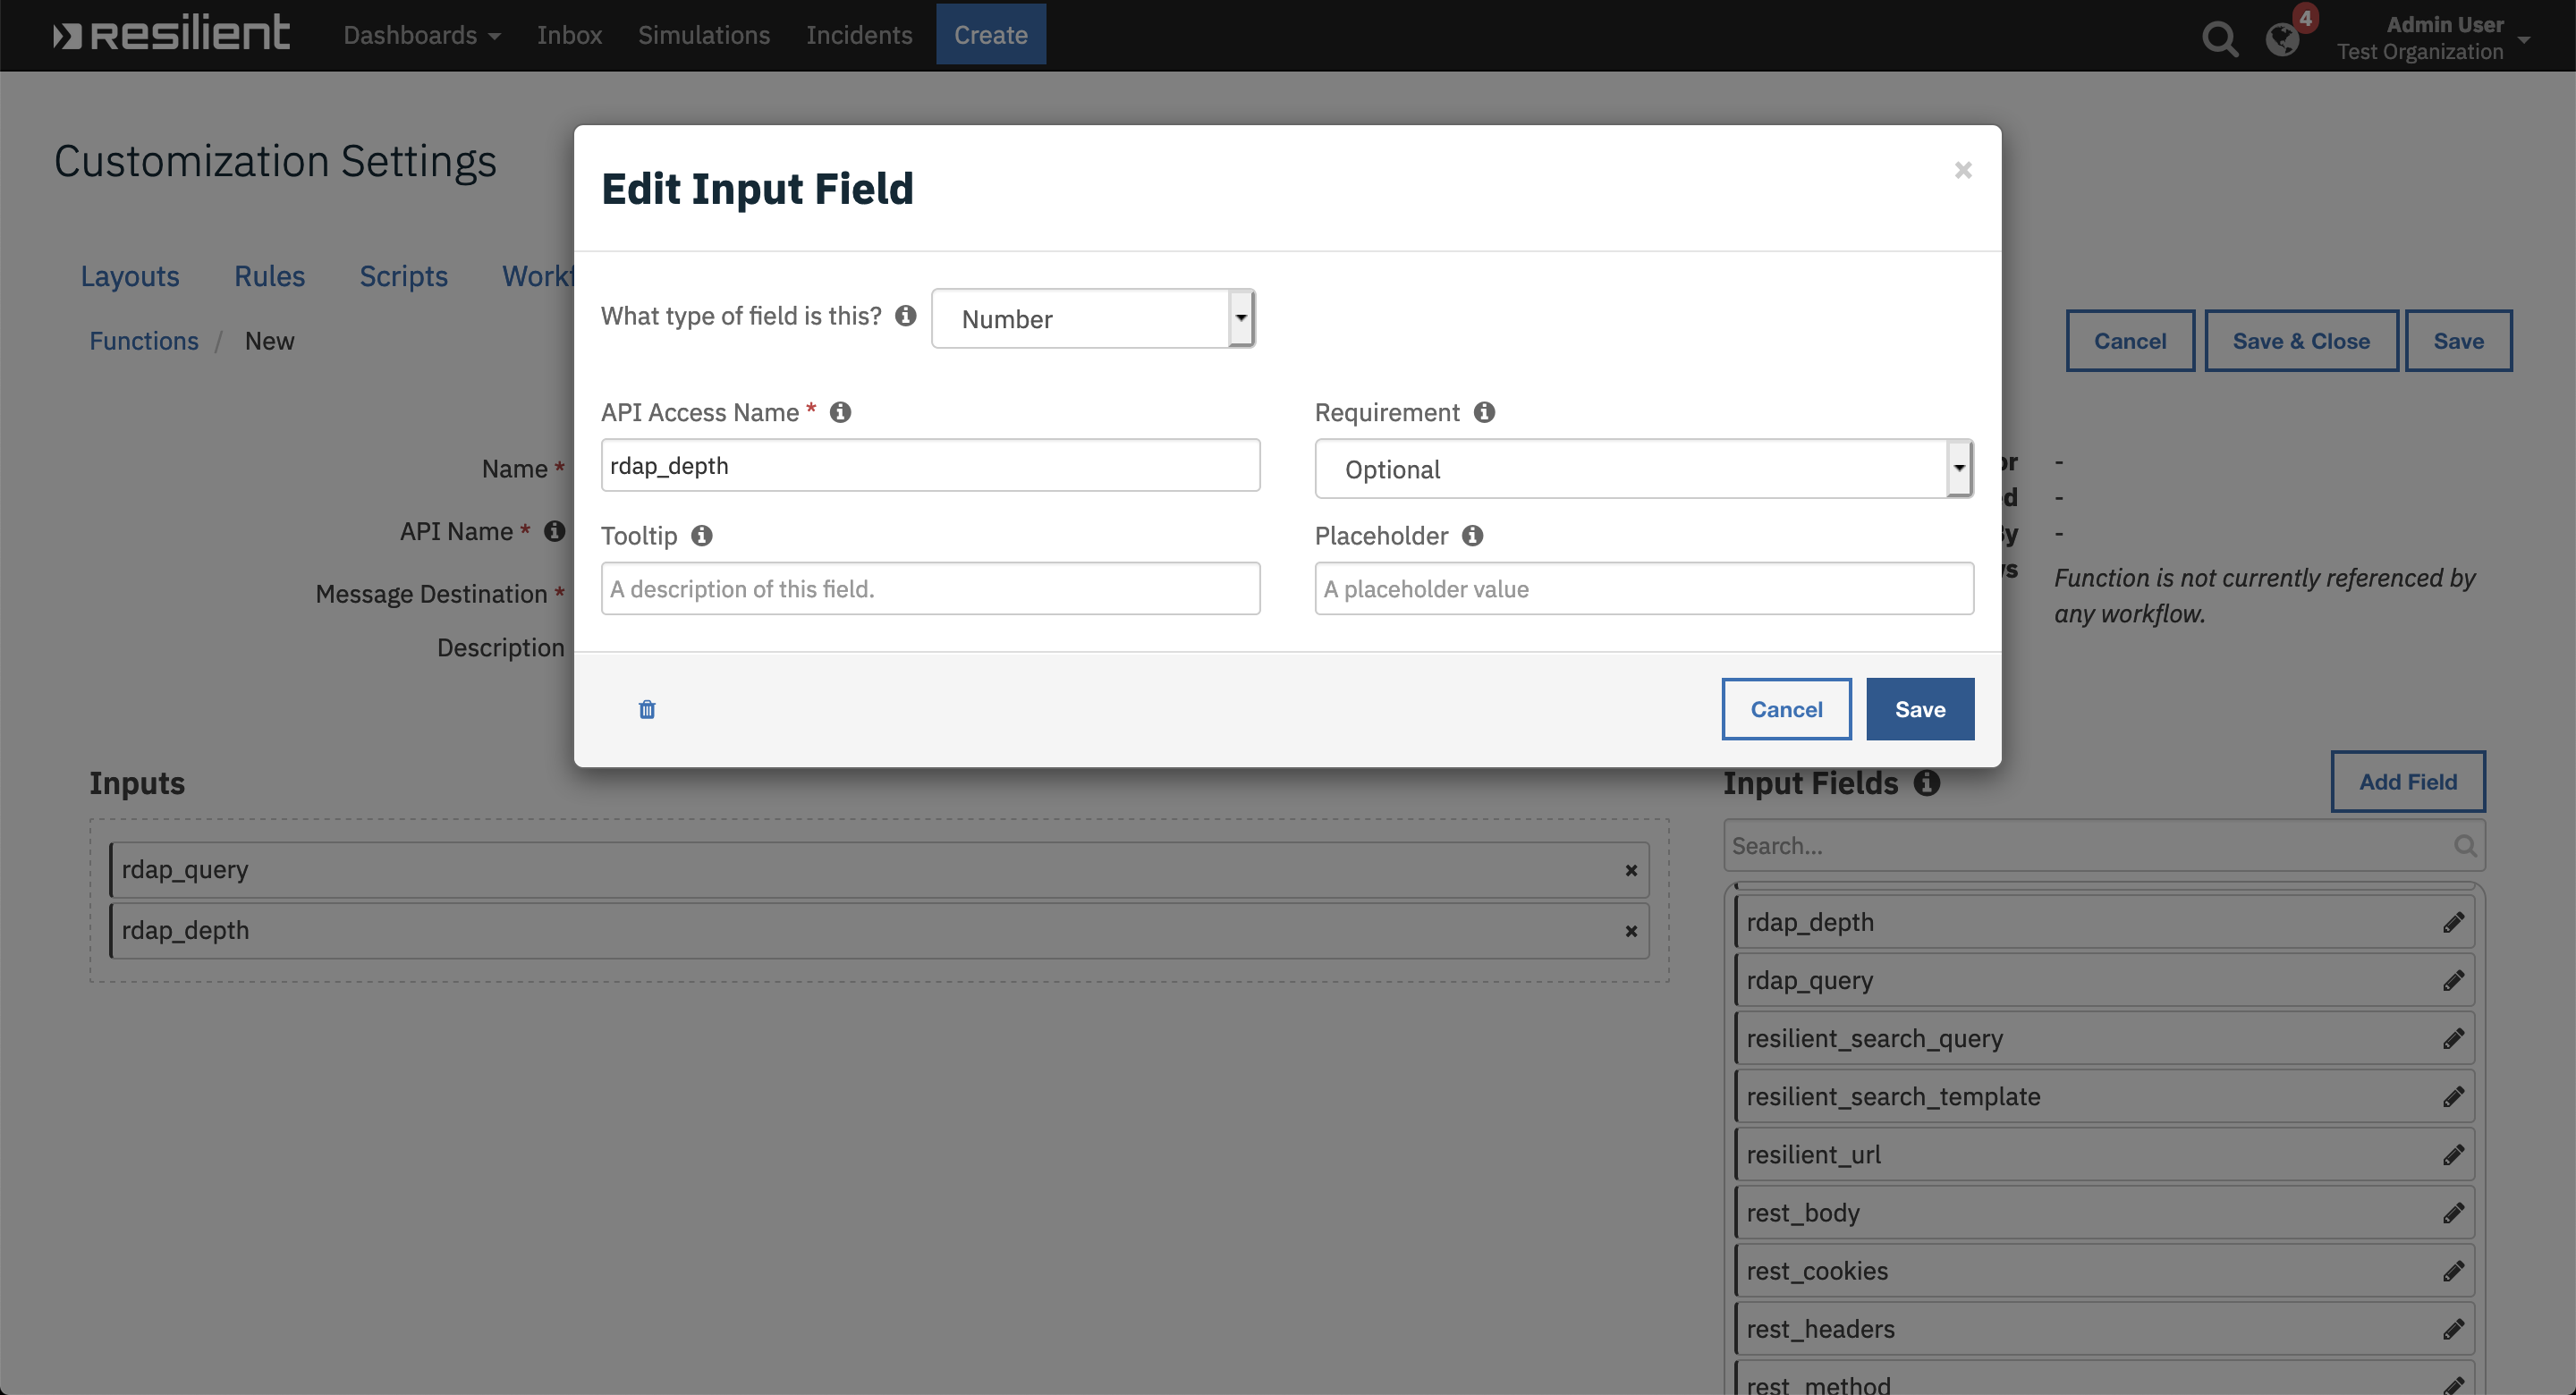 resilient Dashboards Inbox Simulations Incidents Create 4 Admin User
Test Organization
Customization Settings
Edit Input Field
Layouts Rules Scripts
What type of field is this? Number
Functions / New
Cancel Save & Close Save
API Access Name * Requirement
rdap_depth Optional
Name * -
-
API Name * Tooltip Placeholder -
A description of this field. A placeholder value
Message Destination * Function is not currently referenced by
any workflow.
Description
Cancel Save
Inputs Input Fields Add Field
Search...
rdap_query
rdap_depth
rdap_depth
rdap_query
resilient_search_query
resilient_search_template
resilient_url
rest_body
rest_cookies
rest_headers
rest_method